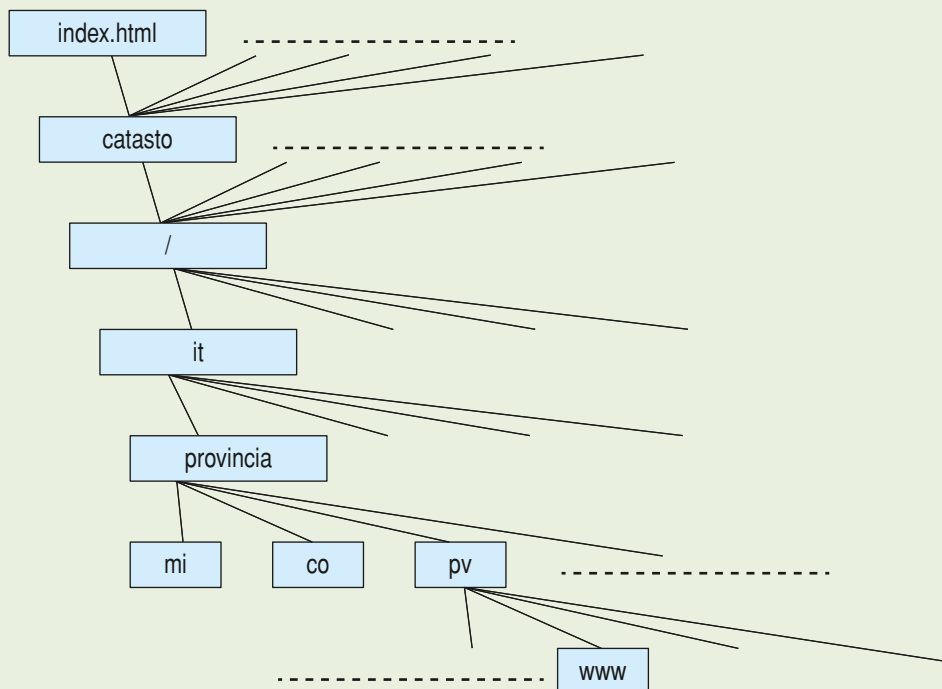 index.html
catasto
/
it
provincia
mi
co
pv
www